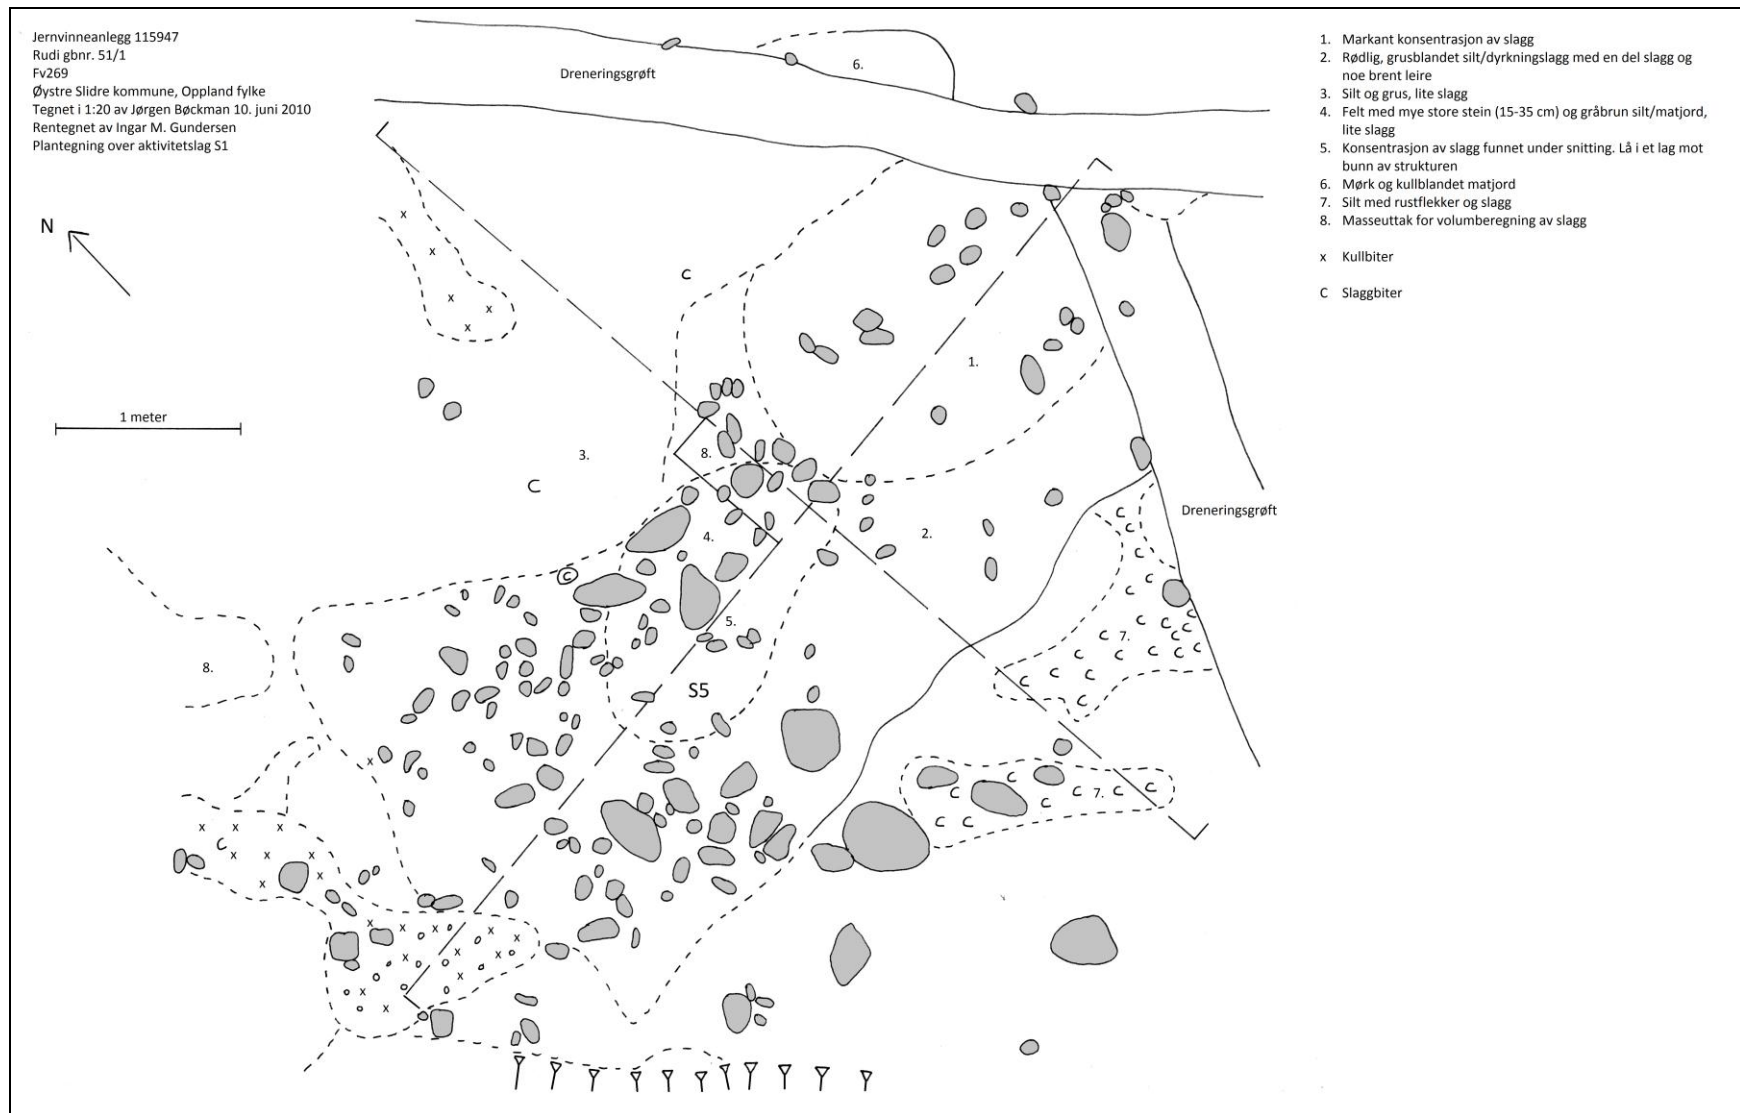 Jernvinneanlegg 115947
Rudi gbnr. 51/1
Fv269
Øystre Slidre kommune, Oppland fylke
Tegnet i 1:20 av Jørgen Bøckman 10. juni 2010
Rentegnet av Ingar M. Gundersen
Plantegning over aktivitetslag S1
1. Markant konsentrasjon av slagg
2. Rødlig, grusblandet silt/dyrkningslagg med en del slagg og
noe brent leire
3. Silt og grus, lite slagg
4. Felt med mye store stein (15-35 cm) og gråbrun silt/matjord,
lite slagg
5. Konsentrasjon av slagg funnet under snitting. Lå i et lag mot
bunn av strukturen
6. Mørk og kullblandet matjord
7. Silt med rustflekker og slagg
8. Masseuttak for volumberegning av slagg
x Kullbiter
C Slaggbiter
Dreneringsgrøft
6.
N
1 meter
1.
3.
8.
4.
2.
Dreneringsgrøft
5.
7.
8.
S5
7.